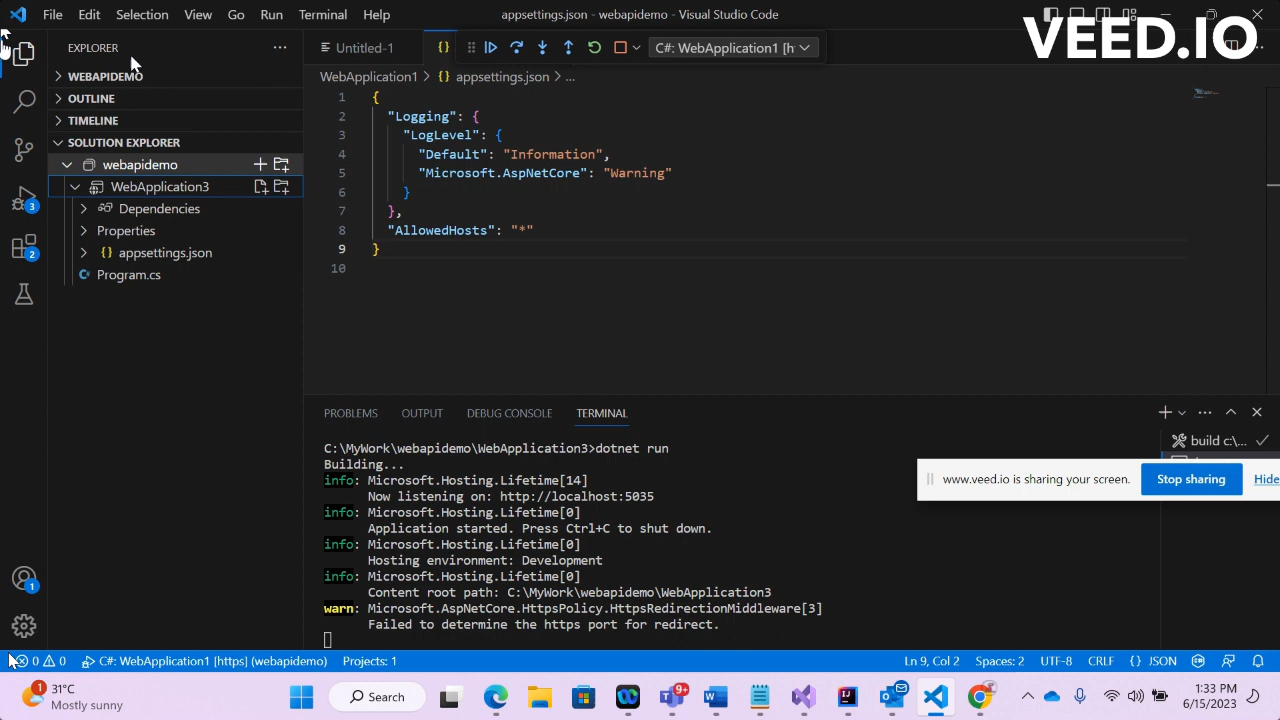 File Edit Selection View Go Run Terminal Help
appsettings.json - webapidemo - Visual Studio Code
VEED.IO
EXPLORER
WEBAPIDEMO
OUTLINE
TIMELINE
SOLUTION EXPLORER
webapidemo
WebApplication3
Dependencies
Properties
{} appsettings.json
Program.cs
3
2
1
Untitled-1
{}
C#: WebApplication1 [h
WebApplication1 > {} appsettings.json > ...
1 {
2 "Logging": {
3 "LogLevel": {
4 "Default": "Information",
5 "Microsoft.AspNetCore": "Warning"
6 }
7 },
8 "AllowedHosts": "*"
9 }
10
PROBLEMS OUTPUT DEBUG CONSOLE TERMINAL
build c:\...
C:\MyWork\webapidemo\WebApplication3>dotnet run
Building...
info: Microsoft.Hosting.Lifetime[14]
Now listening on: http://localhost:5035
info: Microsoft.Hosting.Lifetime[0]
Application started. Press Ctrl+C to shut down.
info: Microsoft.Hosting.Lifetime[0]
Hosting environment: Development
info: Microsoft.Hosting.Lifetime[0]
Content root path: C:\MyWork\webapidemo\WebApplication3
warn: Microsoft.AspNetCore.HttpsPolicy.HttpsRedirectionMiddleware[3]
Failed to determine the https port for redirect.
www.veed.io is sharing your screen. Stop sharing Hide
0 0 C#: WebApplication1 [https] (webapidemo) Projects: 1 Ln 9, Col 2 Spaces: 2 UTF-8 CRLF {} JSON
1 31°C
Mostly sunny
Search
9+
1:33 PM
6/15/2023